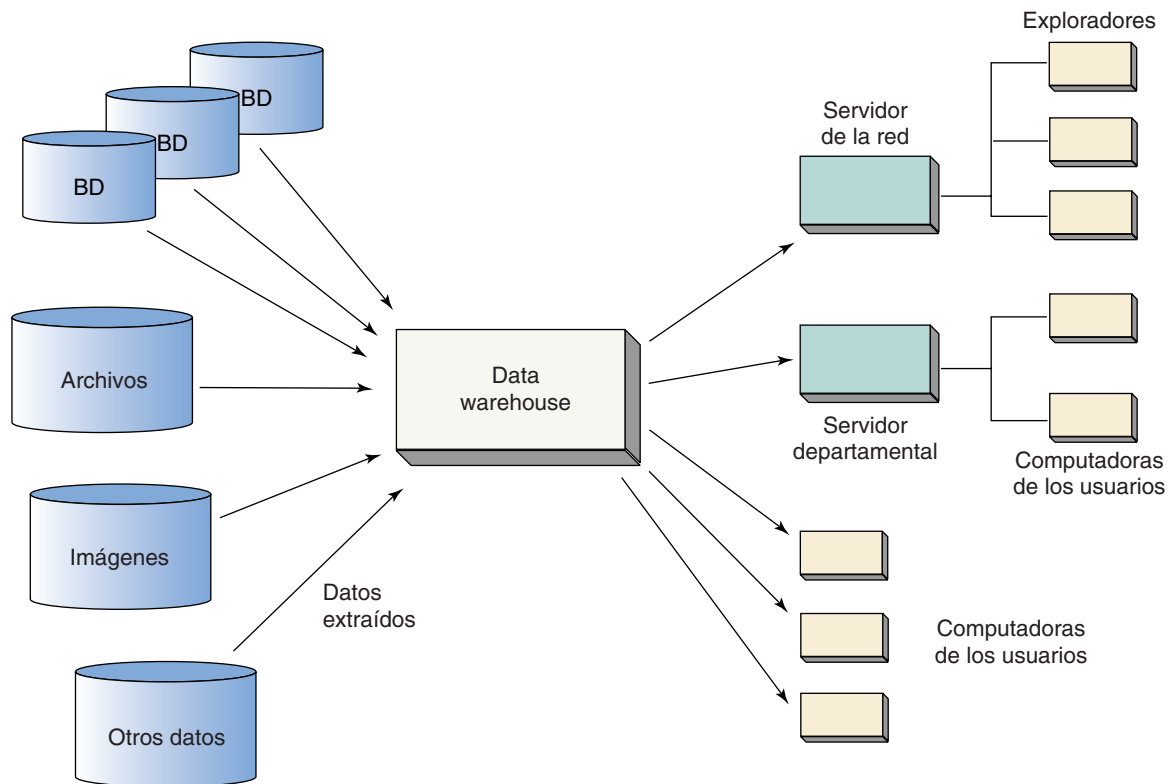 Exploradores
BD
BD
BD
Servidor
de la red
Archivos
Data
warehouse
Servidor
departamental
Computadoras
de los usuarios
Imágenes
Datos
extraídos
Computadoras
de los usuarios
Otros datos